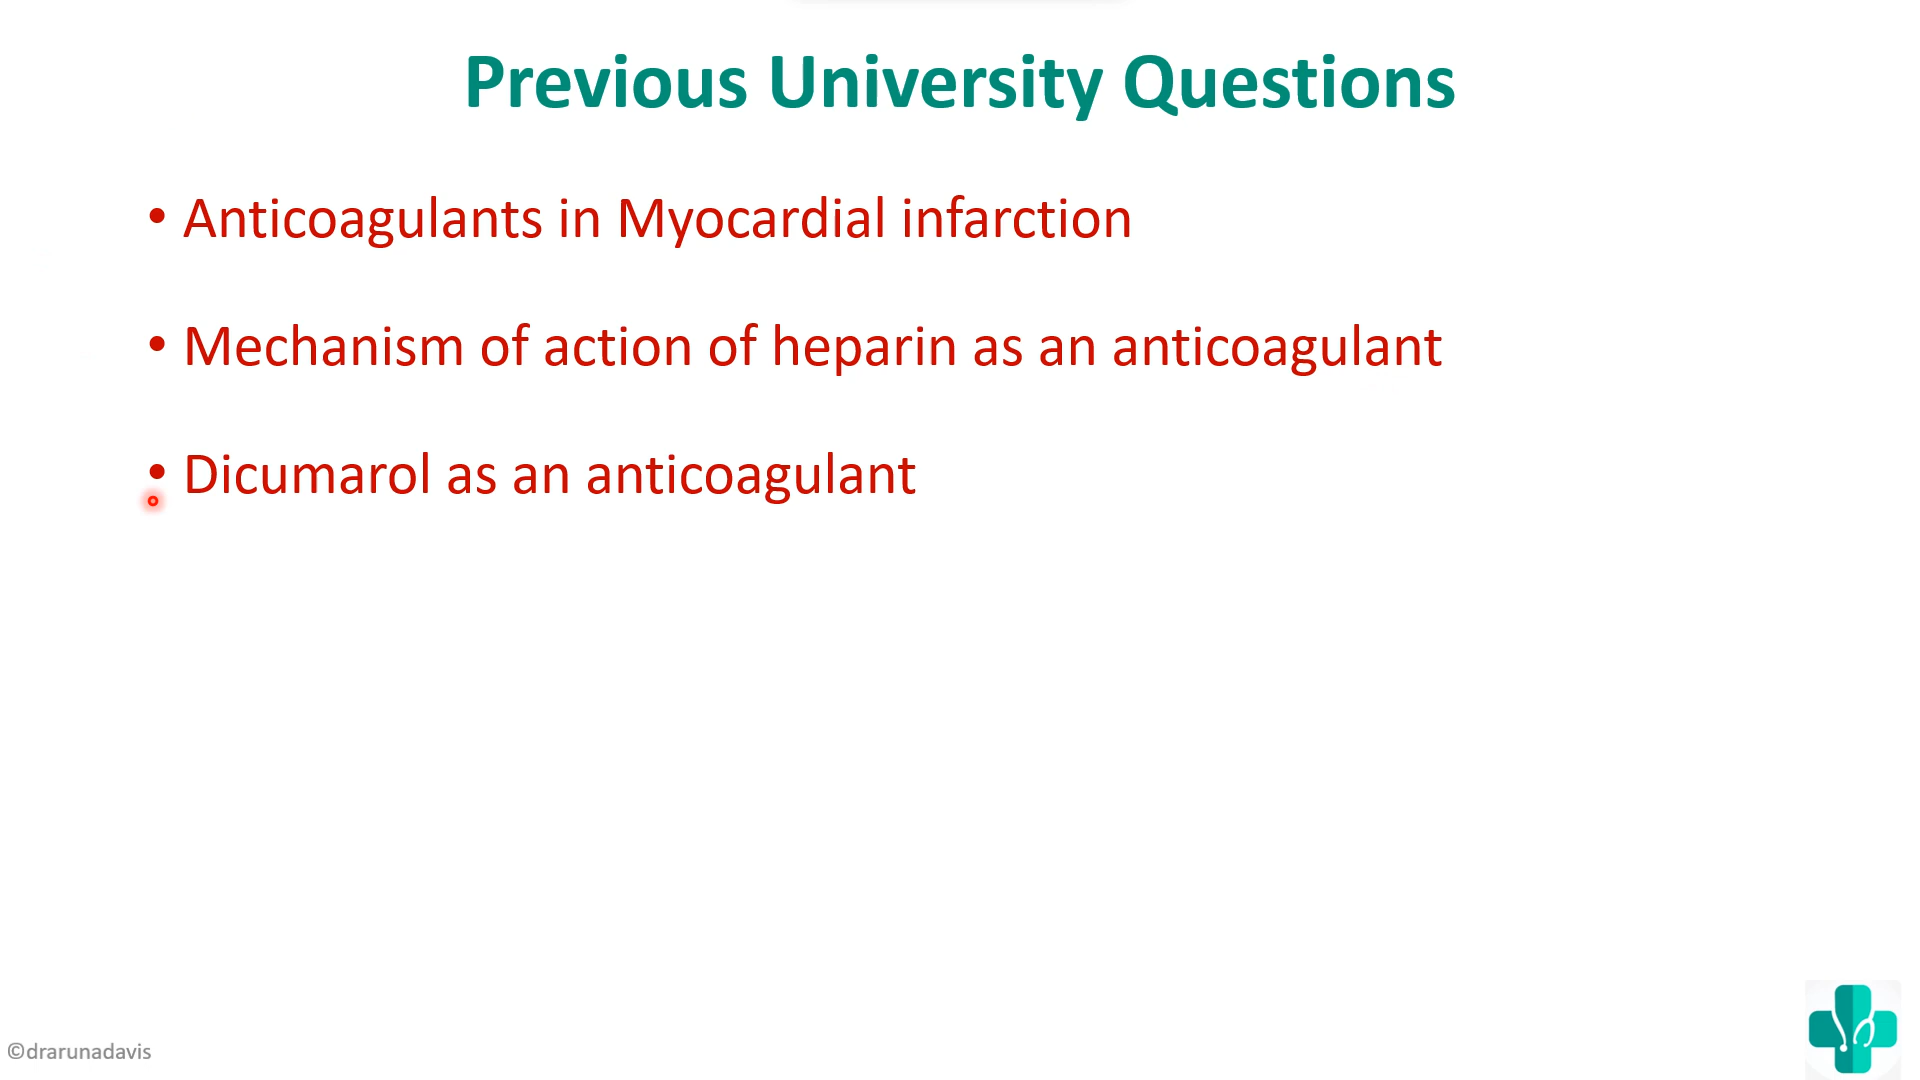 Previous University Questions
• Anticoagulants in Myocardial infarction
• Mechanism of action of heparin as an anticoagulant
• Dicumarol as an anticoagulant
©drarunadavis